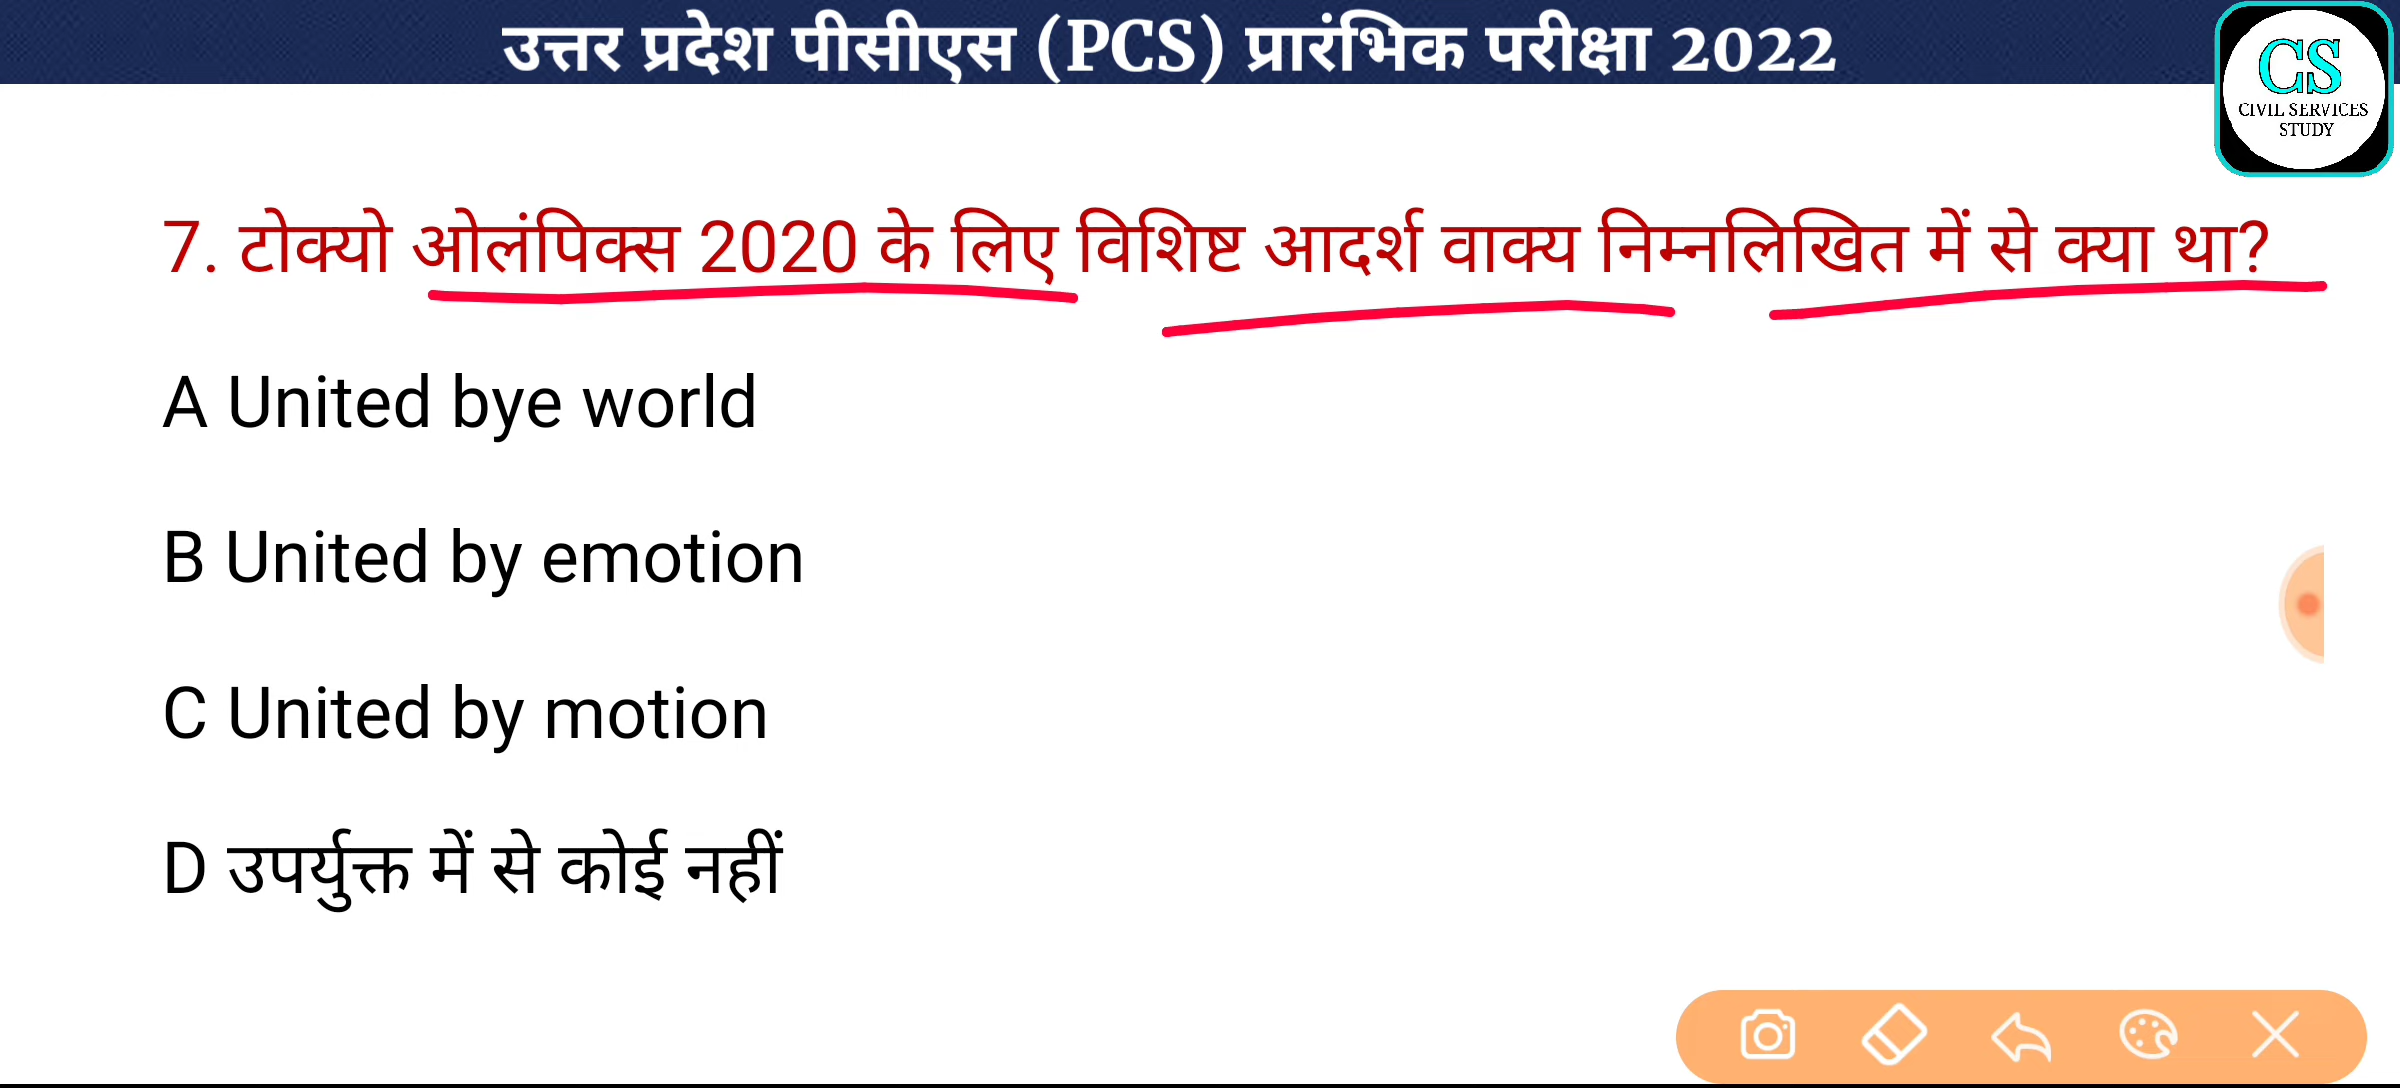 उत्तर प्रदेश पीसीएस (PCS) प्रारंभिक परीक्षा 2022
CS
CIVIL SERVICES
STUDY
7. टोक्यो ओलंपिक्स 2020 के लिए विशिष्ट आदर्श वाक्य निम्नलिखित में से क्या था?
A United bye world
B United by emotion
C United by motion
D उपर्युक्त में से कोई नहीं